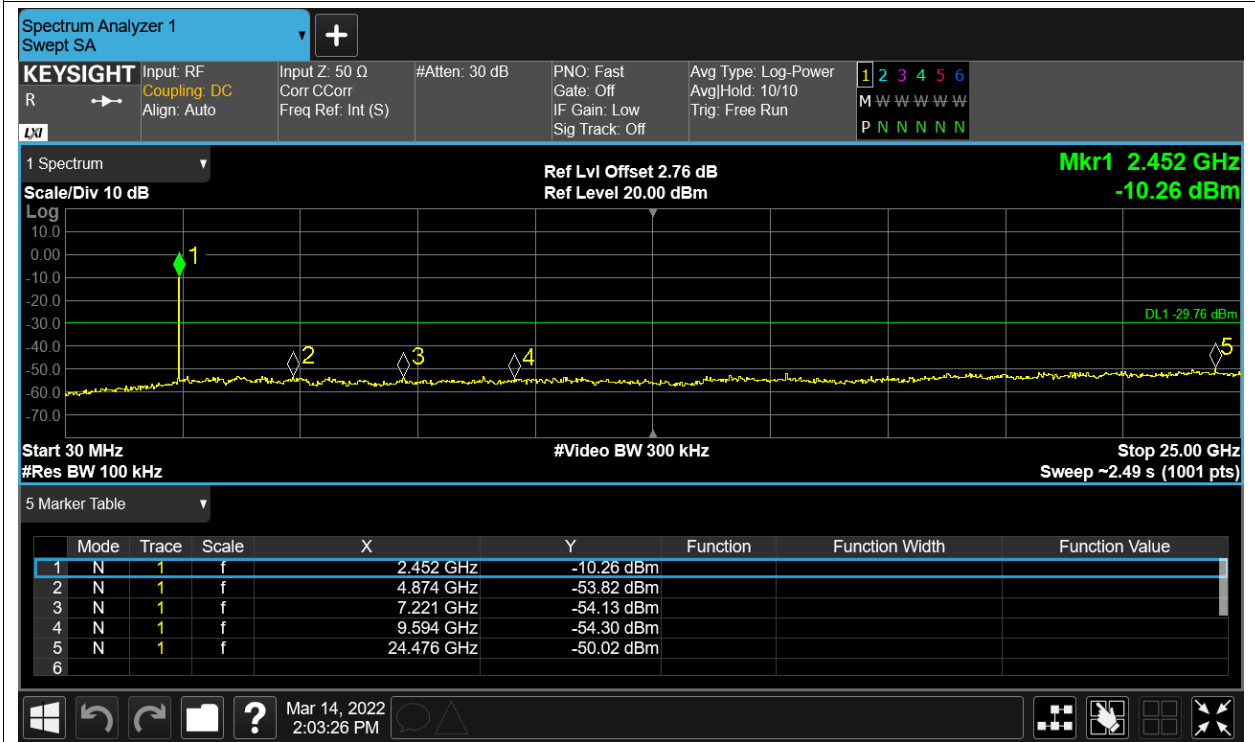 Spectrum Analyzer 1
Swept SA
+
KEYSIGHT
R
LXI
Input: RF
Coupling: DC
Align: Auto
Input Z: 50 Ω
Corr CCorr
Freq Ref: Int (S)
#Atten: 30 dB
PNO: Fast
Gate: Off
IF Gain: Low
Sig Track: Off
Avg Type: Log-Power
Avg|Hold: 10/10
Trig: Free Run
1 2 3 4 5 6
M W W W W W
P N N N N N
1 Spectrum
Scale/Div 10 dB
Ref Lvl Offset 2.76 dB
Ref Level 20.00 dBm
Mkr1 2.452 GHz
-10.26 dBm
Log
10.0
0.00
-10.0
-20.0
-30.0
-40.0
-50.0
-60.0
-70.0
1
2
3
4
5
DL1 -29.76 dBm
Start 30 MHz
#Res BW 100 kHz
#Video BW 300 kHz
Stop 25.00 GHz
Sweep ~2.49 s (1001 pts)
5 Marker Table
Mode Trace Scale X Y Function Function Width Function Value
1 N 1 f 2.452 GHz -10.26 dBm
2 N 1 f 4.874 GHz -53.82 dBm
3 N 1 f 7.221 GHz -54.13 dBm
4 N 1 f 9.594 GHz -54.30 dBm
5 N 1 f 24.476 GHz -50.02 dBm
6
?
Mar 14, 2022
2:03:26 PM